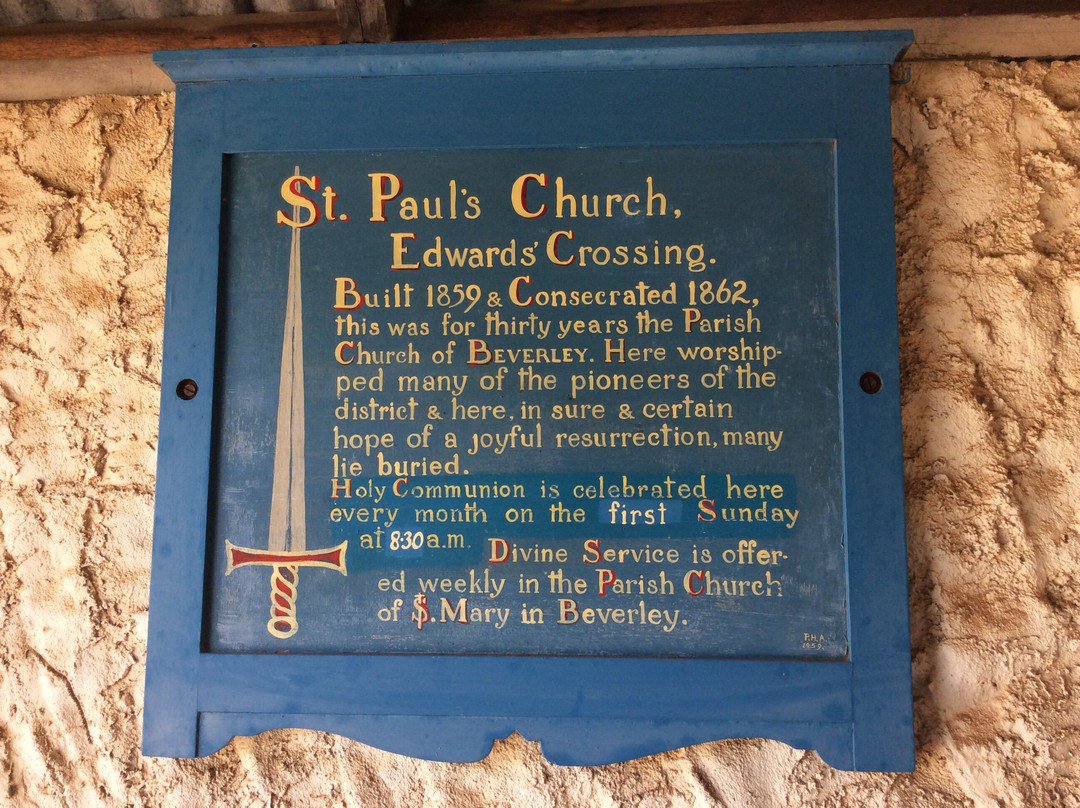 St. Paul's Church,
Edwards' Crossing.
Built 1859 & Consecrated 1862,
this was for thirty years the Parish
Church of BEVERLEY. Here worship-
ped many of the pioneers of the
district & here, in sure & certain
hope of a joyful resurrection, many
lie buried.
Holy Communion is celebrated here
every month on the first Sunday
at 8·30 a.m. Divine Service is offer-
ed weekly in the Parish Church
of S. Mary in Beverley.
P.H.A.
1959.